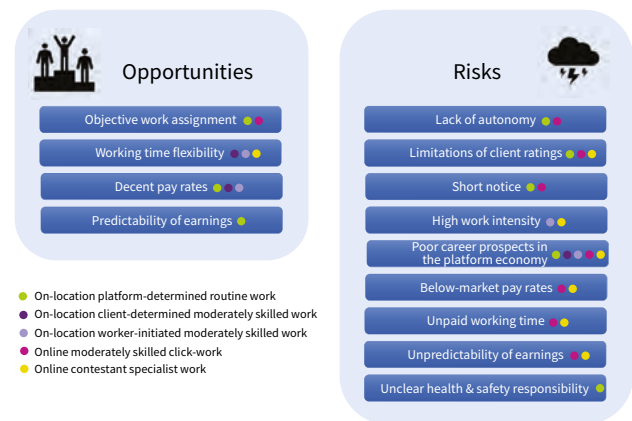 Opportunities
Objective work assignment
Working time flexibility
Decent pay rates
Predictability of earnings
Risks
Lack of autonomy
Limitations of client ratings
Short notice
High work intensity
Poor career prospects in
the platform economy
Below-market pay rates
Unpaid working time
Unpredictability of earnings
Unclear health & safety responsibility
On-location platform-determined routine work
On-location client-determined moderately skilled work
On-location worker-initiated moderately skilled work
Online moderately skilled click-work
Online contestant specialist work